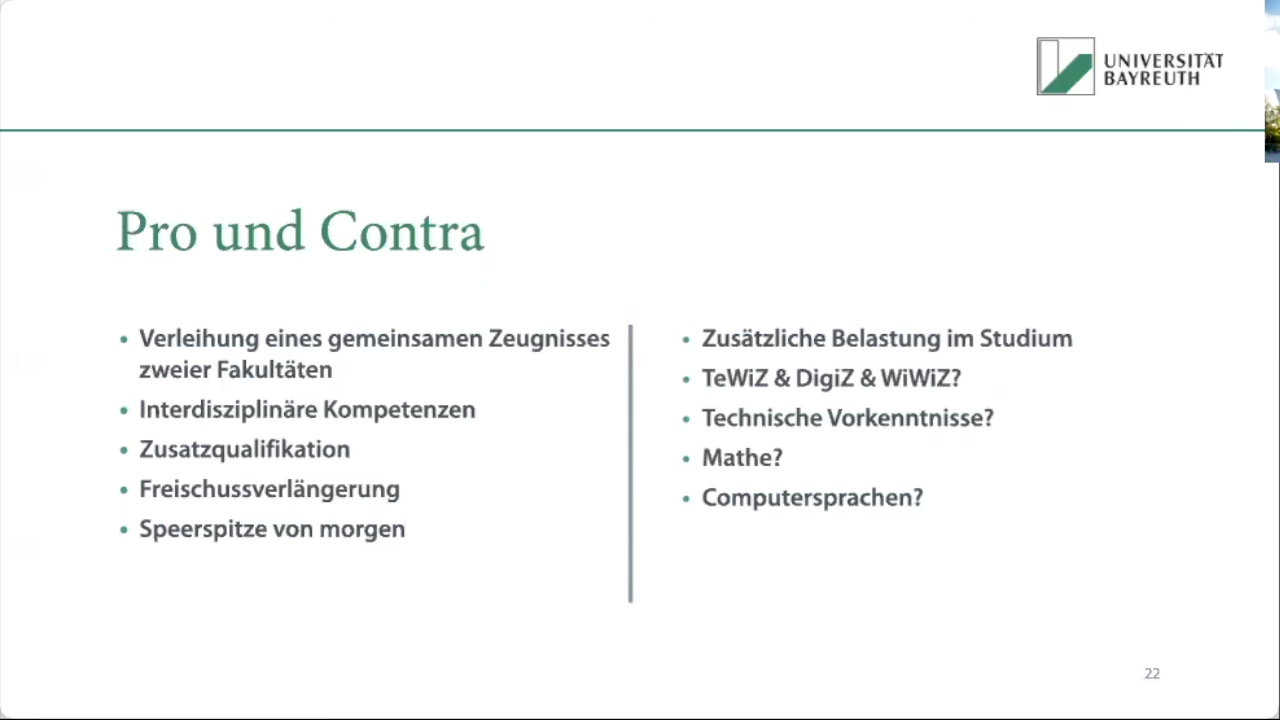 UNIVERSITÄT
BAYREUTH
Pro und Contra
• Verleihung eines gemeinsamen Zeugnisses
zweier Fakultäten
• Interdisziplinäre Kompetenzen
• Zusatzqualifikation
• Freischussverlängerung
• Speerspitze von morgen
• Zusätzliche Belastung im Studium
• TeWiZ & DigiZ & WiWiZ?
• Technische Vorkenntnisse?
• Mathe?
• Computersprachen?
22